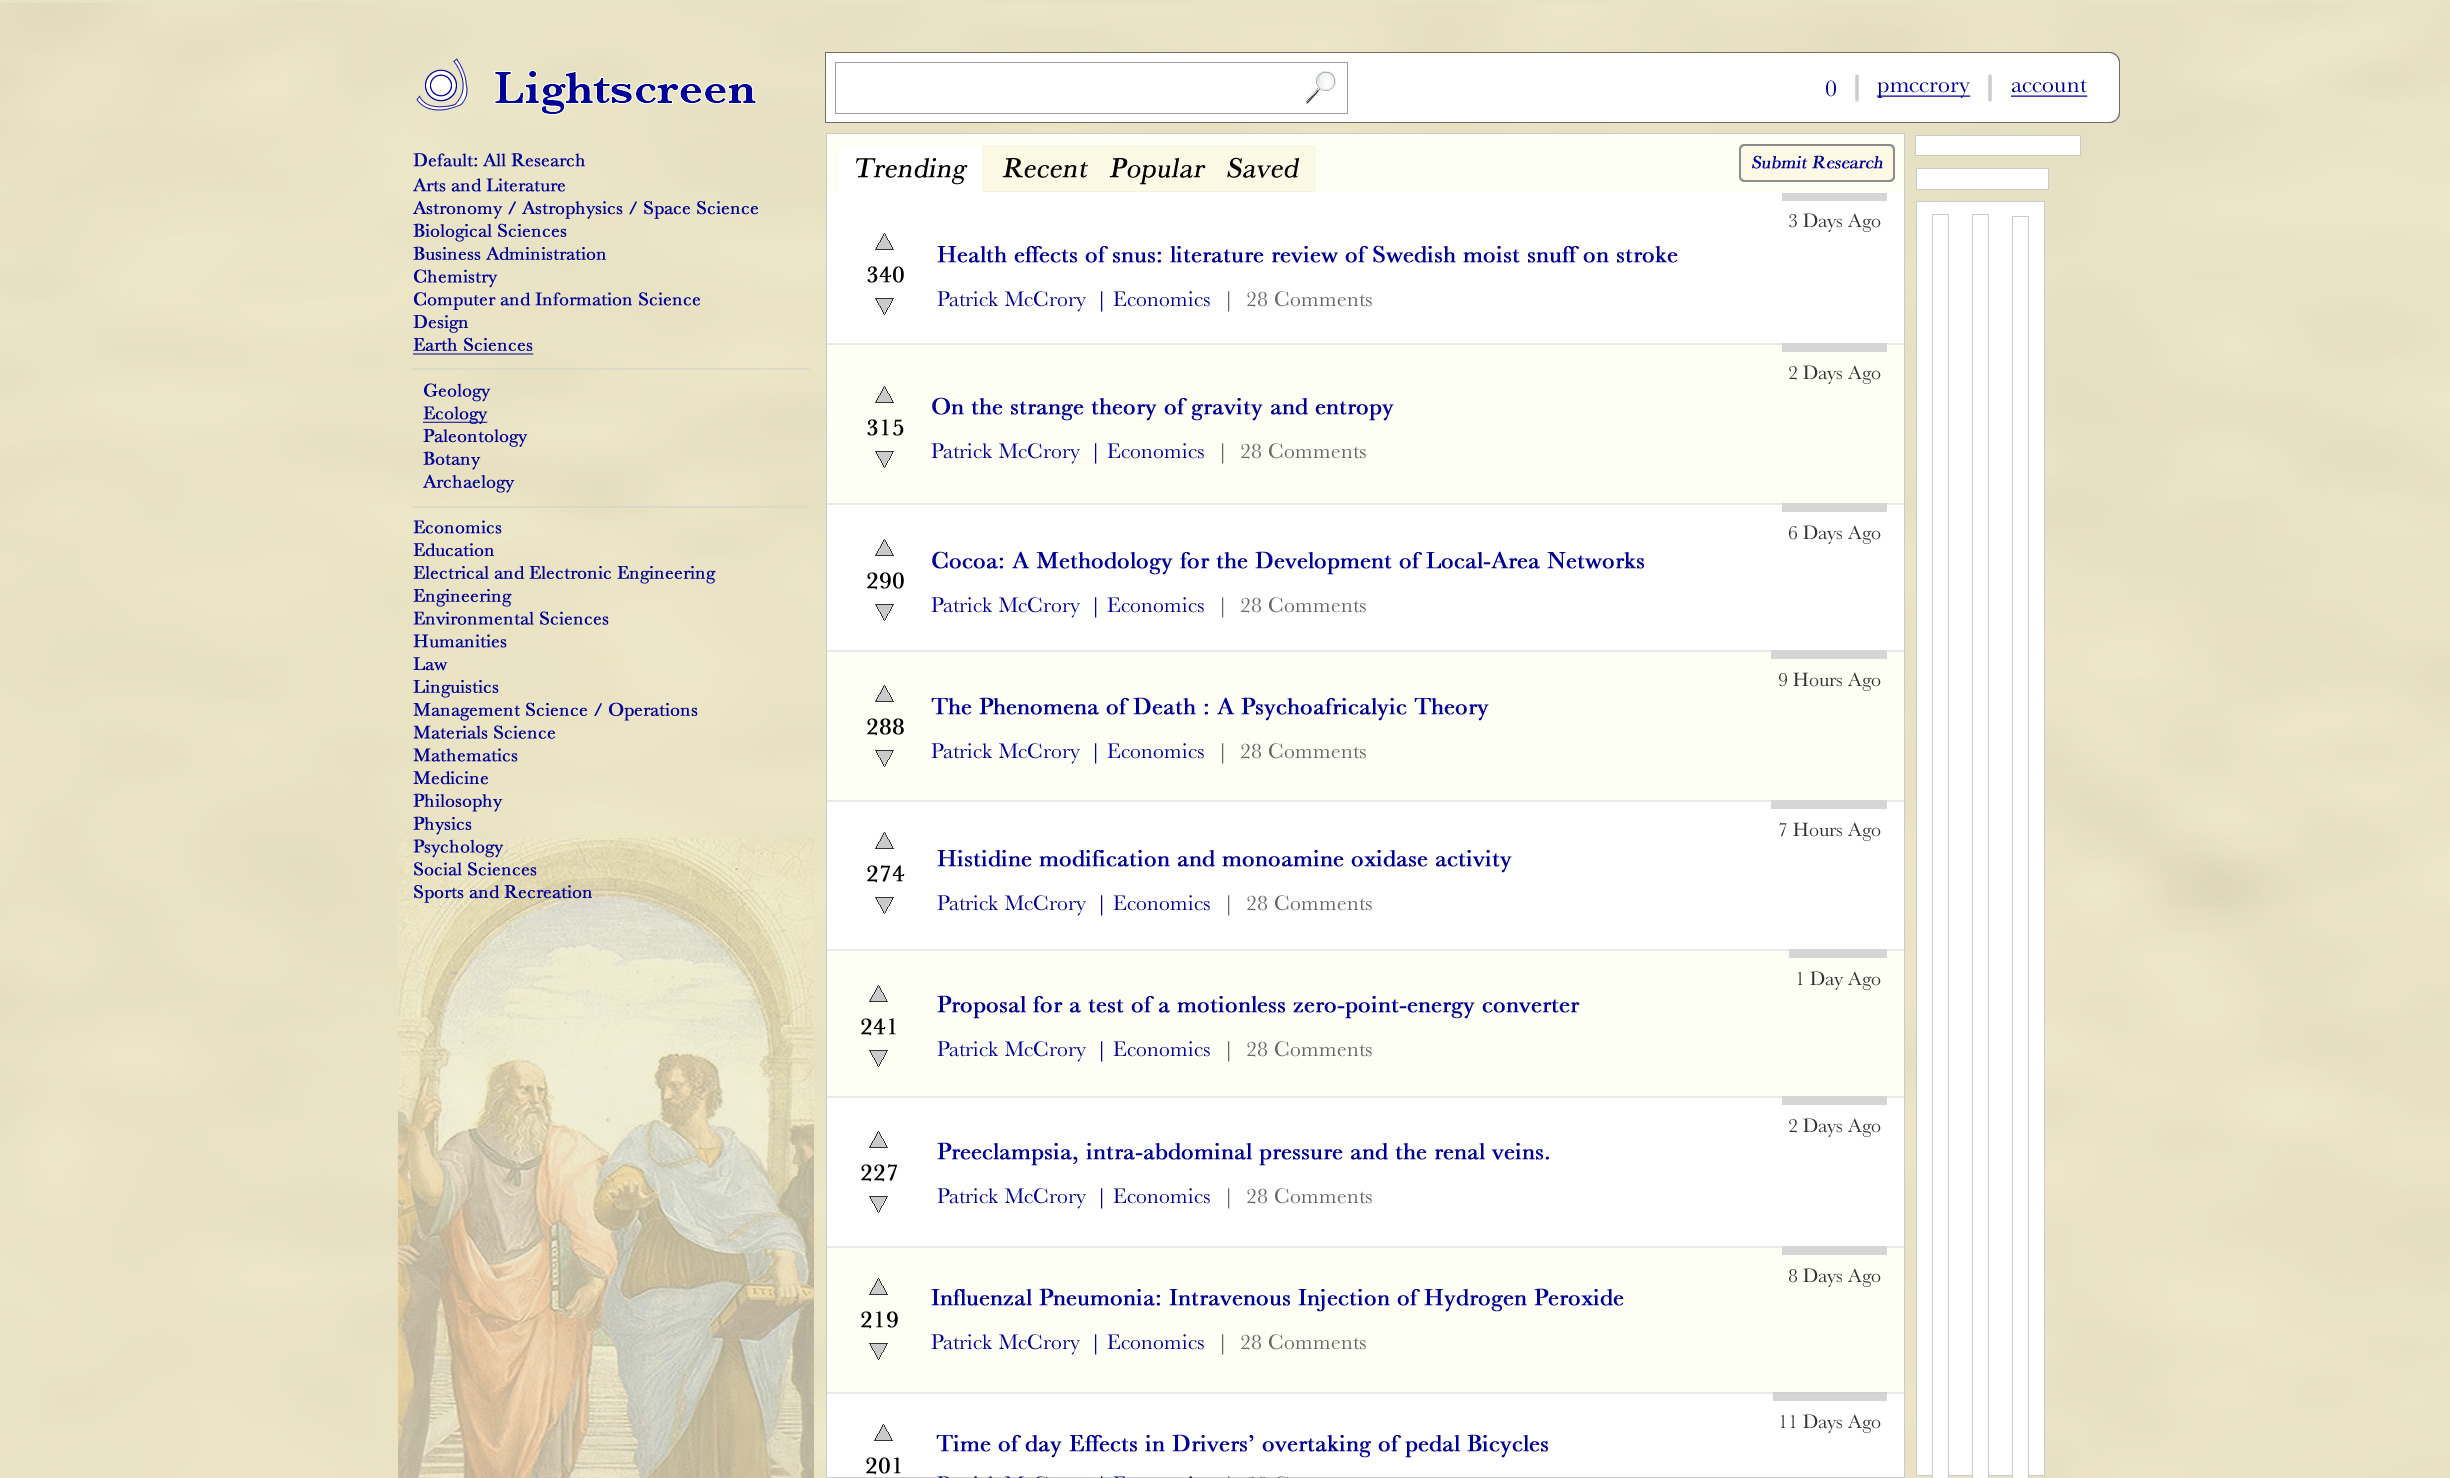 Lightscreen
0 | pmccrory | account
Default: All Research
Arts and Literature
Astronomy / Astrophysics / Space Science
Biological Sciences
Business Administration
Chemistry
Computer and Information Science
Design
Earth Sciences
Geology
Ecology
Paleontology
Botany
Archaelogy
Economics
Education
Electrical and Electronic Engineering
Engineering
Environmental Sciences
Humanities
Law
Linguistics
Management Science / Operations
Materials Science
Mathematics
Medicine
Philosophy
Physics
Psychology
Social Sciences
Sports and Recreation
Trending Recent Popular Saved
Submit Research
3 Days Ago
340
Health effects of snus: literature review of Swedish moist snuff on stroke
Patrick McCrory | Economics | 28 Comments
2 Days Ago
315
On the strange theory of gravity and entropy
Patrick McCrory | Economics | 28 Comments
6 Days Ago
290
Cocoa: A Methodology for the Development of Local-Area Networks
Patrick McCrory | Economics | 28 Comments
9 Hours Ago
288
The Phenomena of Death : A Psychoafricalyic Theory
Patrick McCrory | Economics | 28 Comments
7 Hours Ago
274
Histidine modification and monoamine oxidase activity
Patrick McCrory | Economics | 28 Comments
1 Day Ago
241
Proposal for a test of a motionless zero-point-energy converter
Patrick McCrory | Economics | 28 Comments
2 Days Ago
227
Preeclampsia, intra-abdominal pressure and the renal veins.
Patrick McCrory | Economics | 28 Comments
8 Days Ago
219
Influenzal Pneumonia: Intravenous Injection of Hydrogen Peroxide
Patrick McCrory | Economics | 28 Comments
11 Days Ago
201
Time of day Effects in Drivers’ overtaking of pedal Bicycles